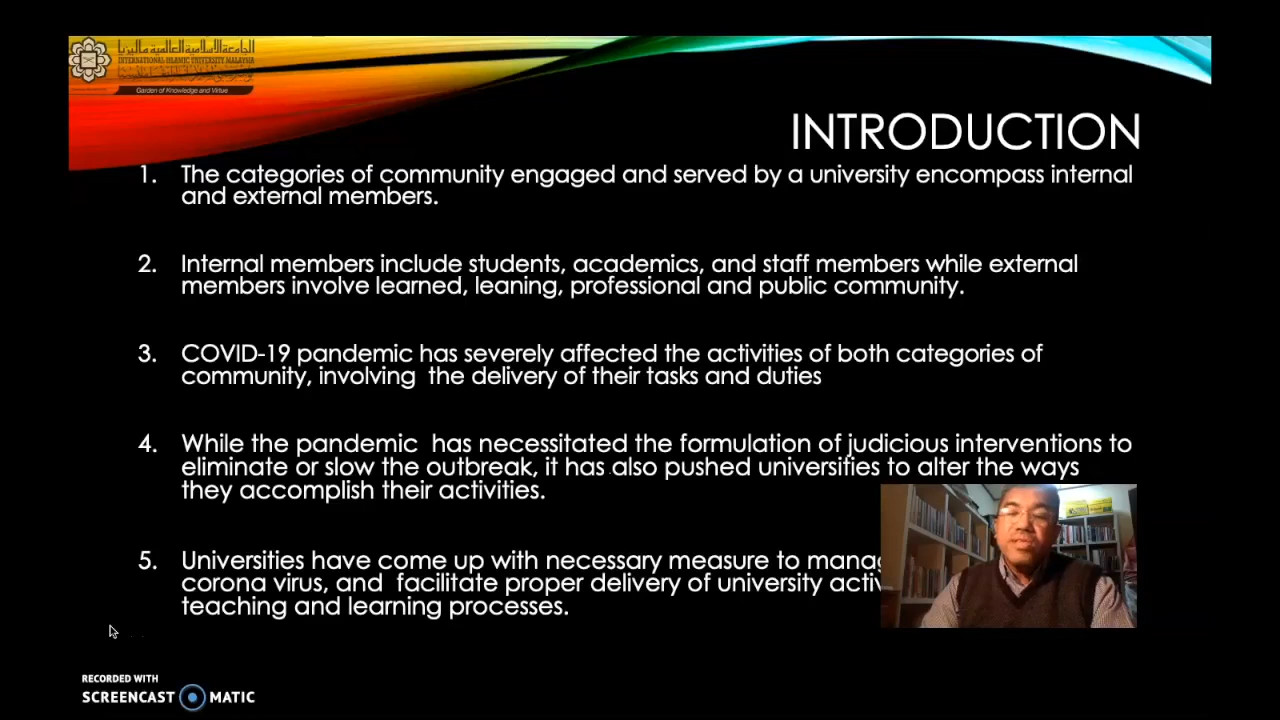 الجامعة الإسلامية العالمية ماليزيا
INTERNATIONAL ISLAMIC UNIVERSITY MALAYSIA
Garden of Knowledge and Virtue
INTRODUCTION
1. The categories of community engaged and served by a university encompass internal
and external members.
2. Internal members include students, academics, and staff members while external
members involve learned, leaning, professional and public community.
3. COVID-19 pandemic has severely affected the activities of both categories of
community, involving the delivery of their tasks and duties
4. While the pandemic has necessitated the formulation of judicious interventions to
eliminate or slow the outbreak, it has also pushed universities to alter the ways
they accomplish their activities.
5. Universities have come up with necessary measure to
corona virus, and facilitate proper delivery of university
teaching and learning processes.
RECORDED WITH
SCREENCAST MATIC